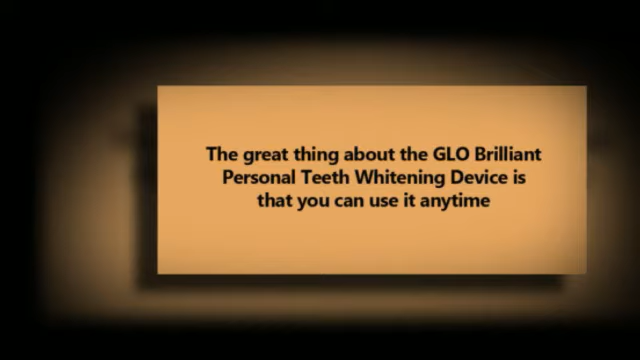 The great thing about the GLO Brilliant
Personal Teeth Whitening Device is
that you can use it anytime